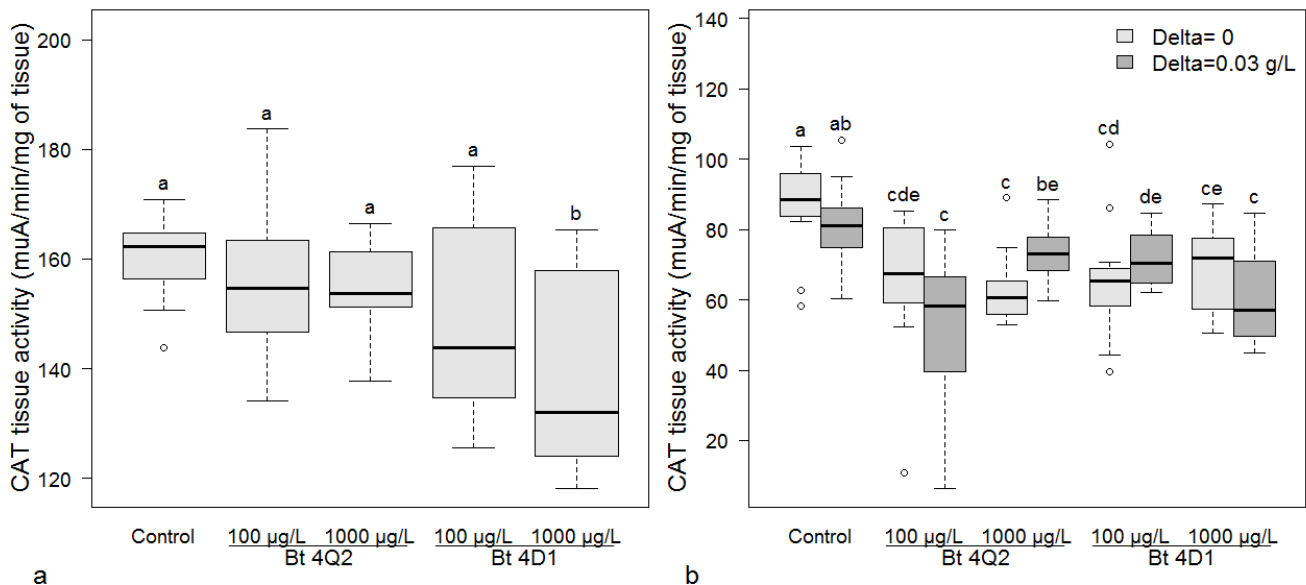 CAT tissue activity (muA/min/mg of tissue)
200
180
160
140
120
a
a
a
a
b
Control
100 µg/L
1000 µg/L
100 µg/L
1000 µg/L
Bt 4Q2
Bt 4D1
a
CAT tissue activity (muA/min/mg of tissue)
140
120
100
80
60
40
20
Delta= 0
Delta=0.03 g/L
a
ab
cde
c
c
be
cd
de
ce
c
Control
100 µg/L
1000 µg/L
100 µg/L
1000 µg/L
Bt 4Q2
Bt 4D1
b